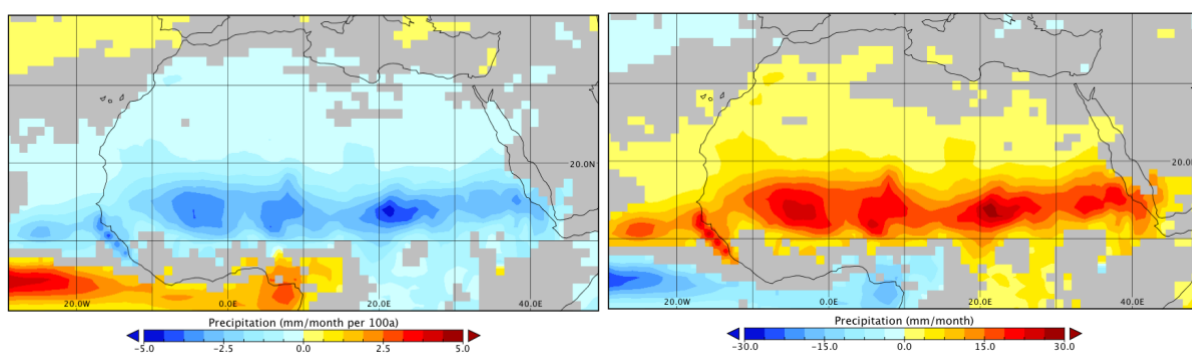 20.0N
20.0W 0.0E 20.0E 40.0E
Precipitation (mm/month per 100a)
-5.0 -2.5 0.0 2.5 5.0
20.0N
20.0W 0.0E 20.0E 40.0E
Precipitation (mm/month)
-30.0 -15.0 0.0 15.0 30.0